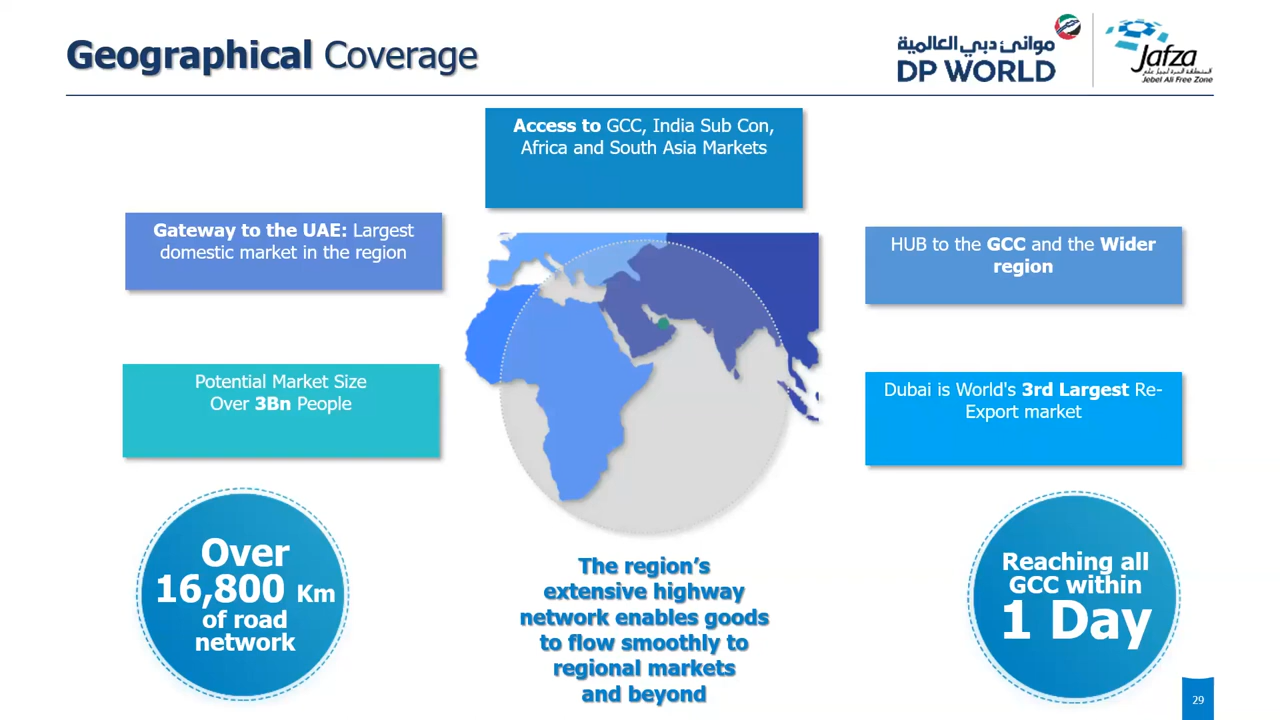 Geographical Coverage
موانئ دبي العالمية
DP WORLD
Jafza
المنطقة الحرة لجبل علي
Jebel Ali Free Zone
Access to GCC, India Sub Con,
Africa and South Asia Markets
Gateway to the UAE: Largest
domestic market in the region
HUB to the GCC and the Wider
region
Potential Market Size
Over 3Bn People
Dubai is World's 3rd Largest Re-
Export market
Over
16,800 Km
of road
network
The region’s
extensive highway
network enables goods
to flow smoothly to
regional markets
and beyond
Reaching all
GCC within
1 Day
29